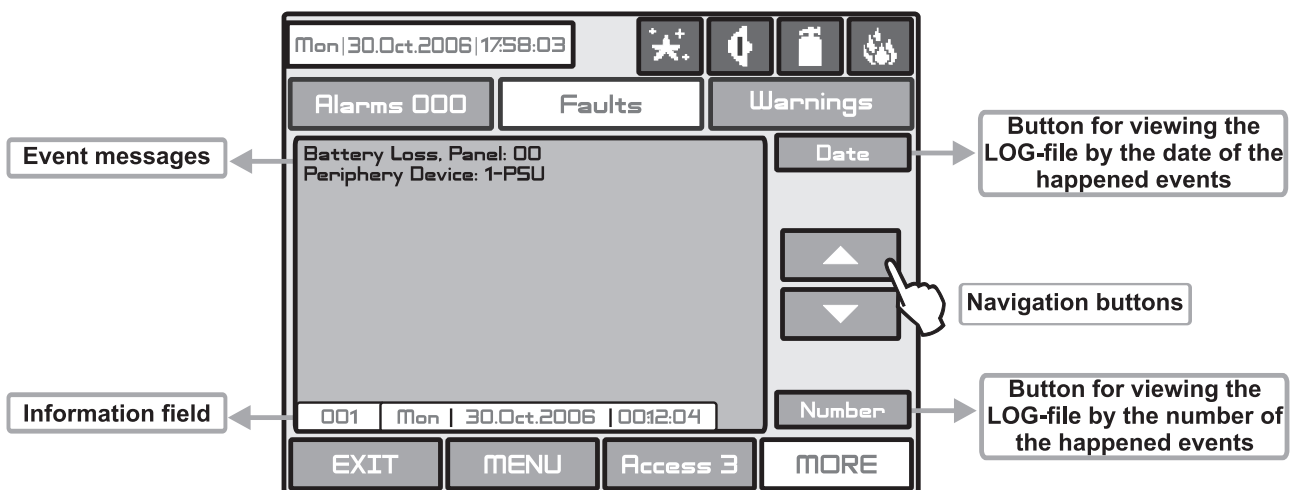 Mon|30.Oct.2006|17:58:03
Alarms 000
Faults
Warnings
Event messages
Battery Loss, Panel: 00
Periphery Device: 1-PSU
Date
Button for viewing the
LOG-file by the date of the
happened events
Navigation buttons
Information field
001
Mon | 30.Oct.2006 | 00:12:04
Number
Button for viewing the
LOG-file by the number of
the happened events
EXIT
MENU
Access 3
MORE